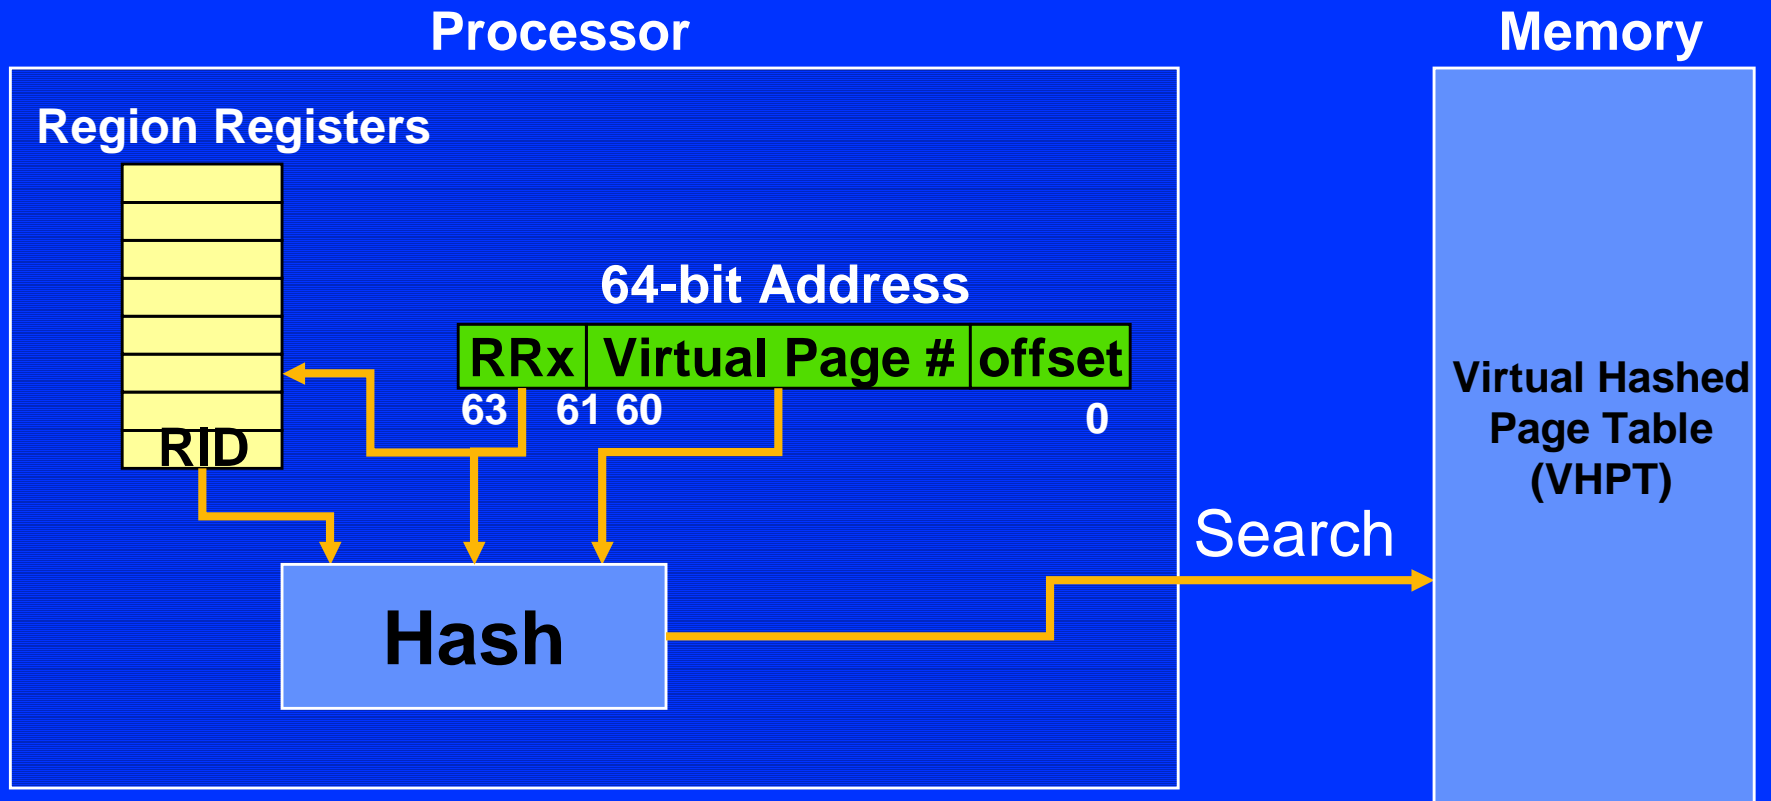 Processor
Memory
Region Registers
64-bit Address
RRx Virtual Page # offset
63 61 60 0
RID
Hash
Search
Virtual Hashed
Page Table
(VHPT)